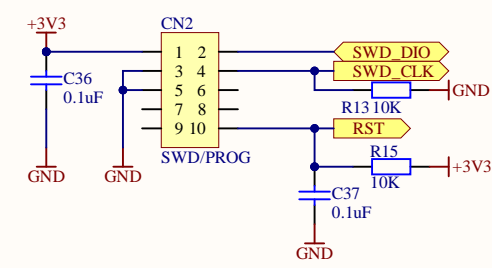 +3V3
CN2
1 2
SWD_DIO
3 4
SWD_CLK
C36
0.1uF
5 6
GND
7 8
R13 10K
9 10
RST
SWD/PROG
R15
+3V3
10K
GND
GND
C37
0.1uF
GND